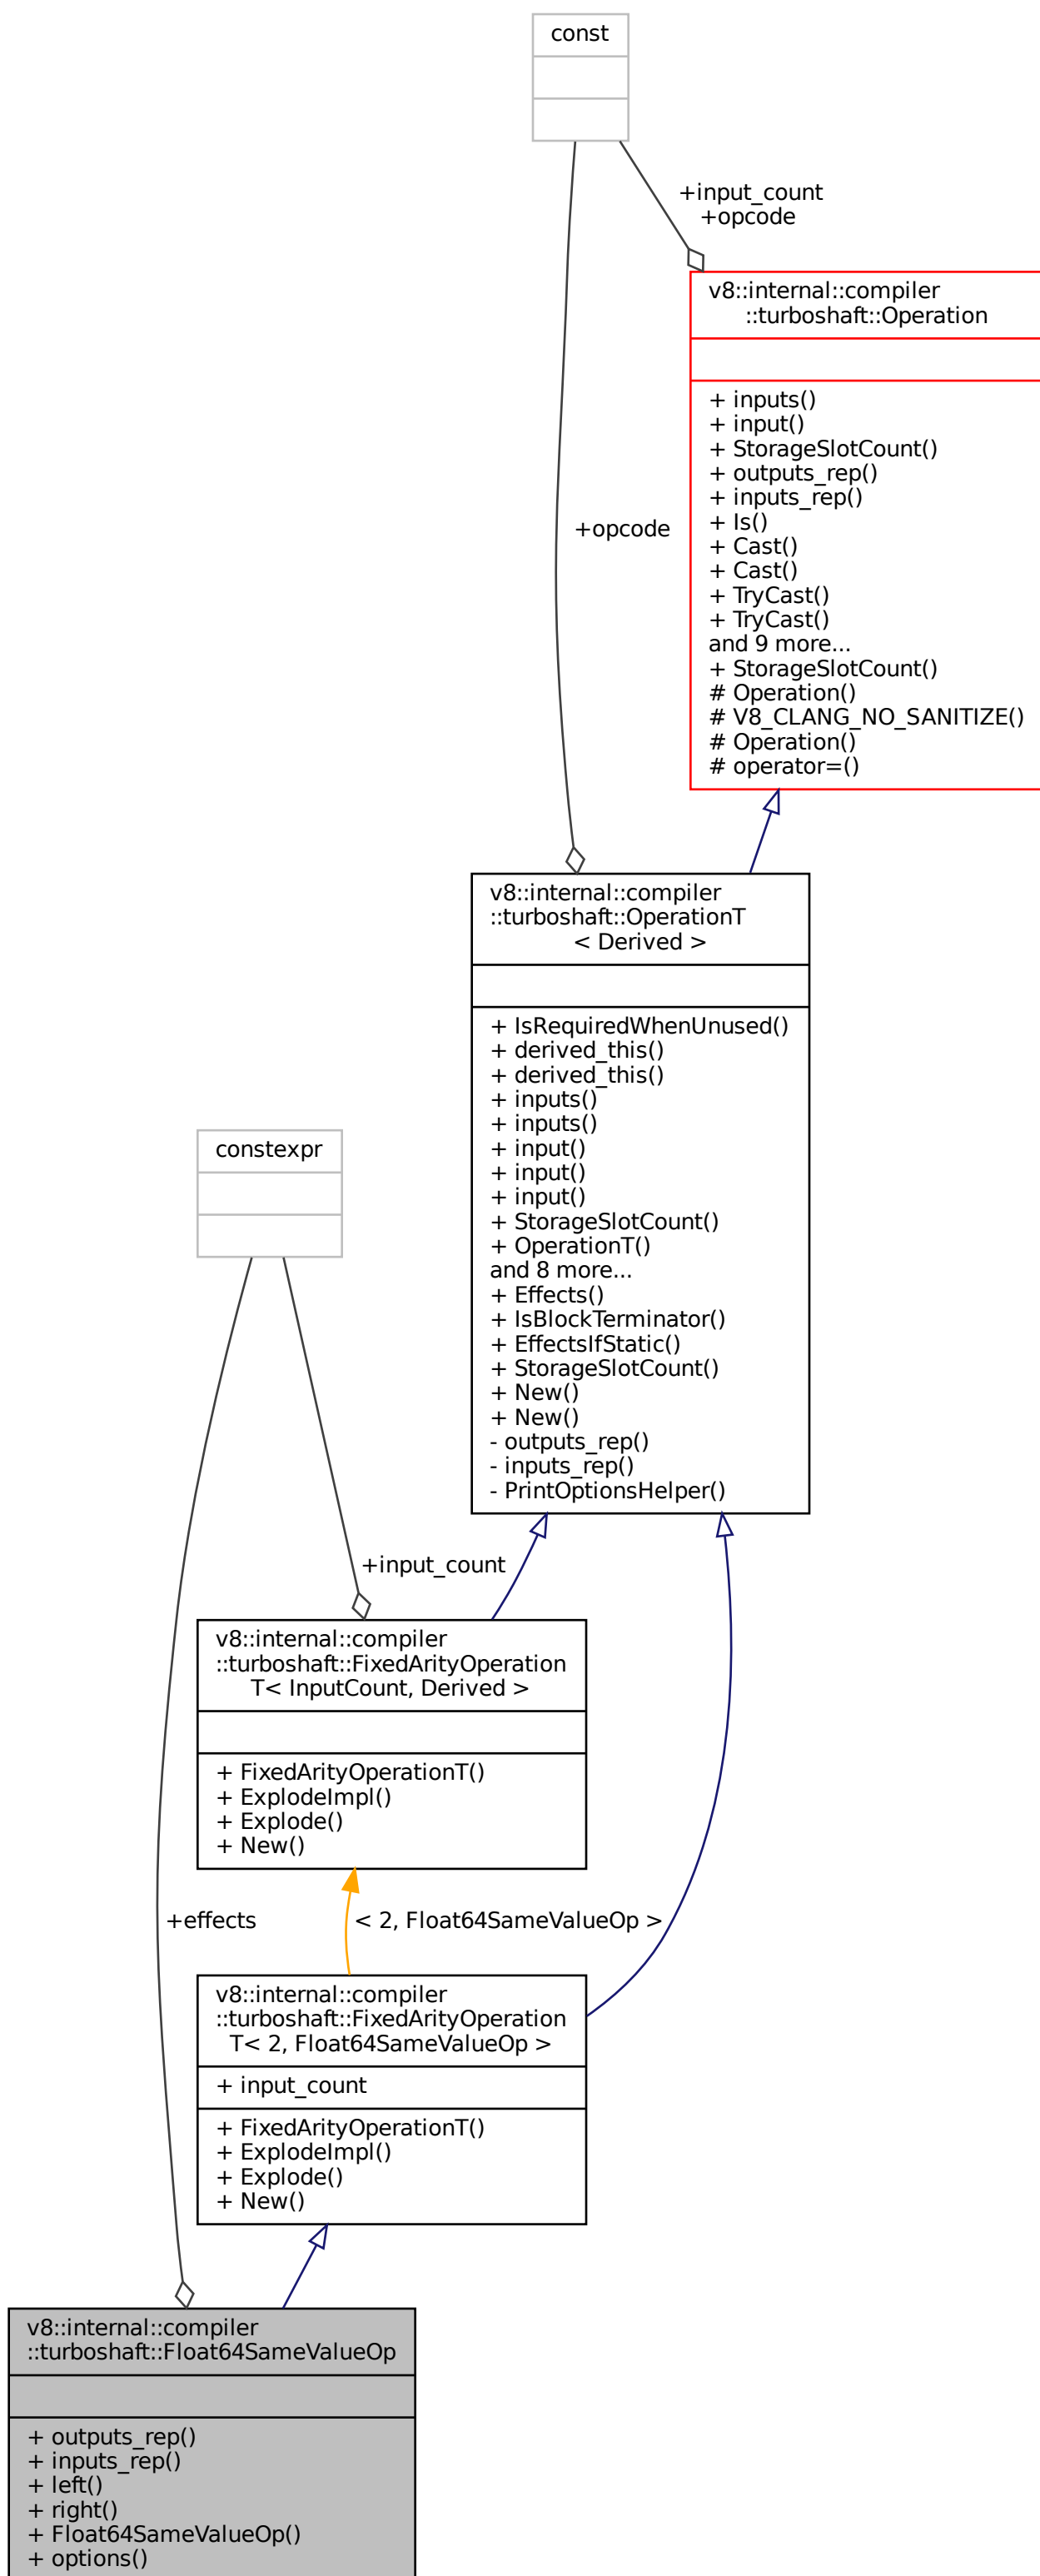 const
+input_count
+opcode
v8::internal::compiler
::turboshaft::Operation
+ inputs()
+ input()
+ StorageSlotCount()
+ outputs_rep()
+ inputs_rep()
+ Is()
+ Cast()
+ Cast()
+ TryCast()
+ TryCast()
and 9 more...
+ StorageSlotCount()
# Operation()
# V8_CLANG_NO_SANITIZE()
# Operation()
# operator=()
+opcode
v8::internal::compiler
::turboshaft::OperationT
< Derived >
+ IsRequiredWhenUnused()
+ derived_this()
+ derived_this()
+ inputs()
+ inputs()
+ input()
+ input()
+ input()
+ StorageSlotCount()
+ OperationT()
and 8 more...
+ Effects()
+ IsBlockTerminator()
+ EffectsIfStatic()
+ StorageSlotCount()
+ New()
+ New()
- outputs_rep()
- inputs_rep()
- PrintOptionsHelper()
constexpr
+input_count
v8::internal::compiler
::turboshaft::FixedArityOperation
T< InputCount, Derived >
+ FixedArityOperationT()
+ ExplodeImpl()
+ Explode()
+ New()
+effects
< 2, Float64SameValueOp >
v8::internal::compiler
::turboshaft::FixedArityOperation
T< 2, Float64SameValueOp >
+ input_count
+ FixedArityOperationT()
+ ExplodeImpl()
+ Explode()
+ New()
v8::internal::compiler
::turboshaft::Float64SameValueOp
+ outputs_rep()
+ inputs_rep()
+ left()
+ right()
+ Float64SameValueOp()
+ options()